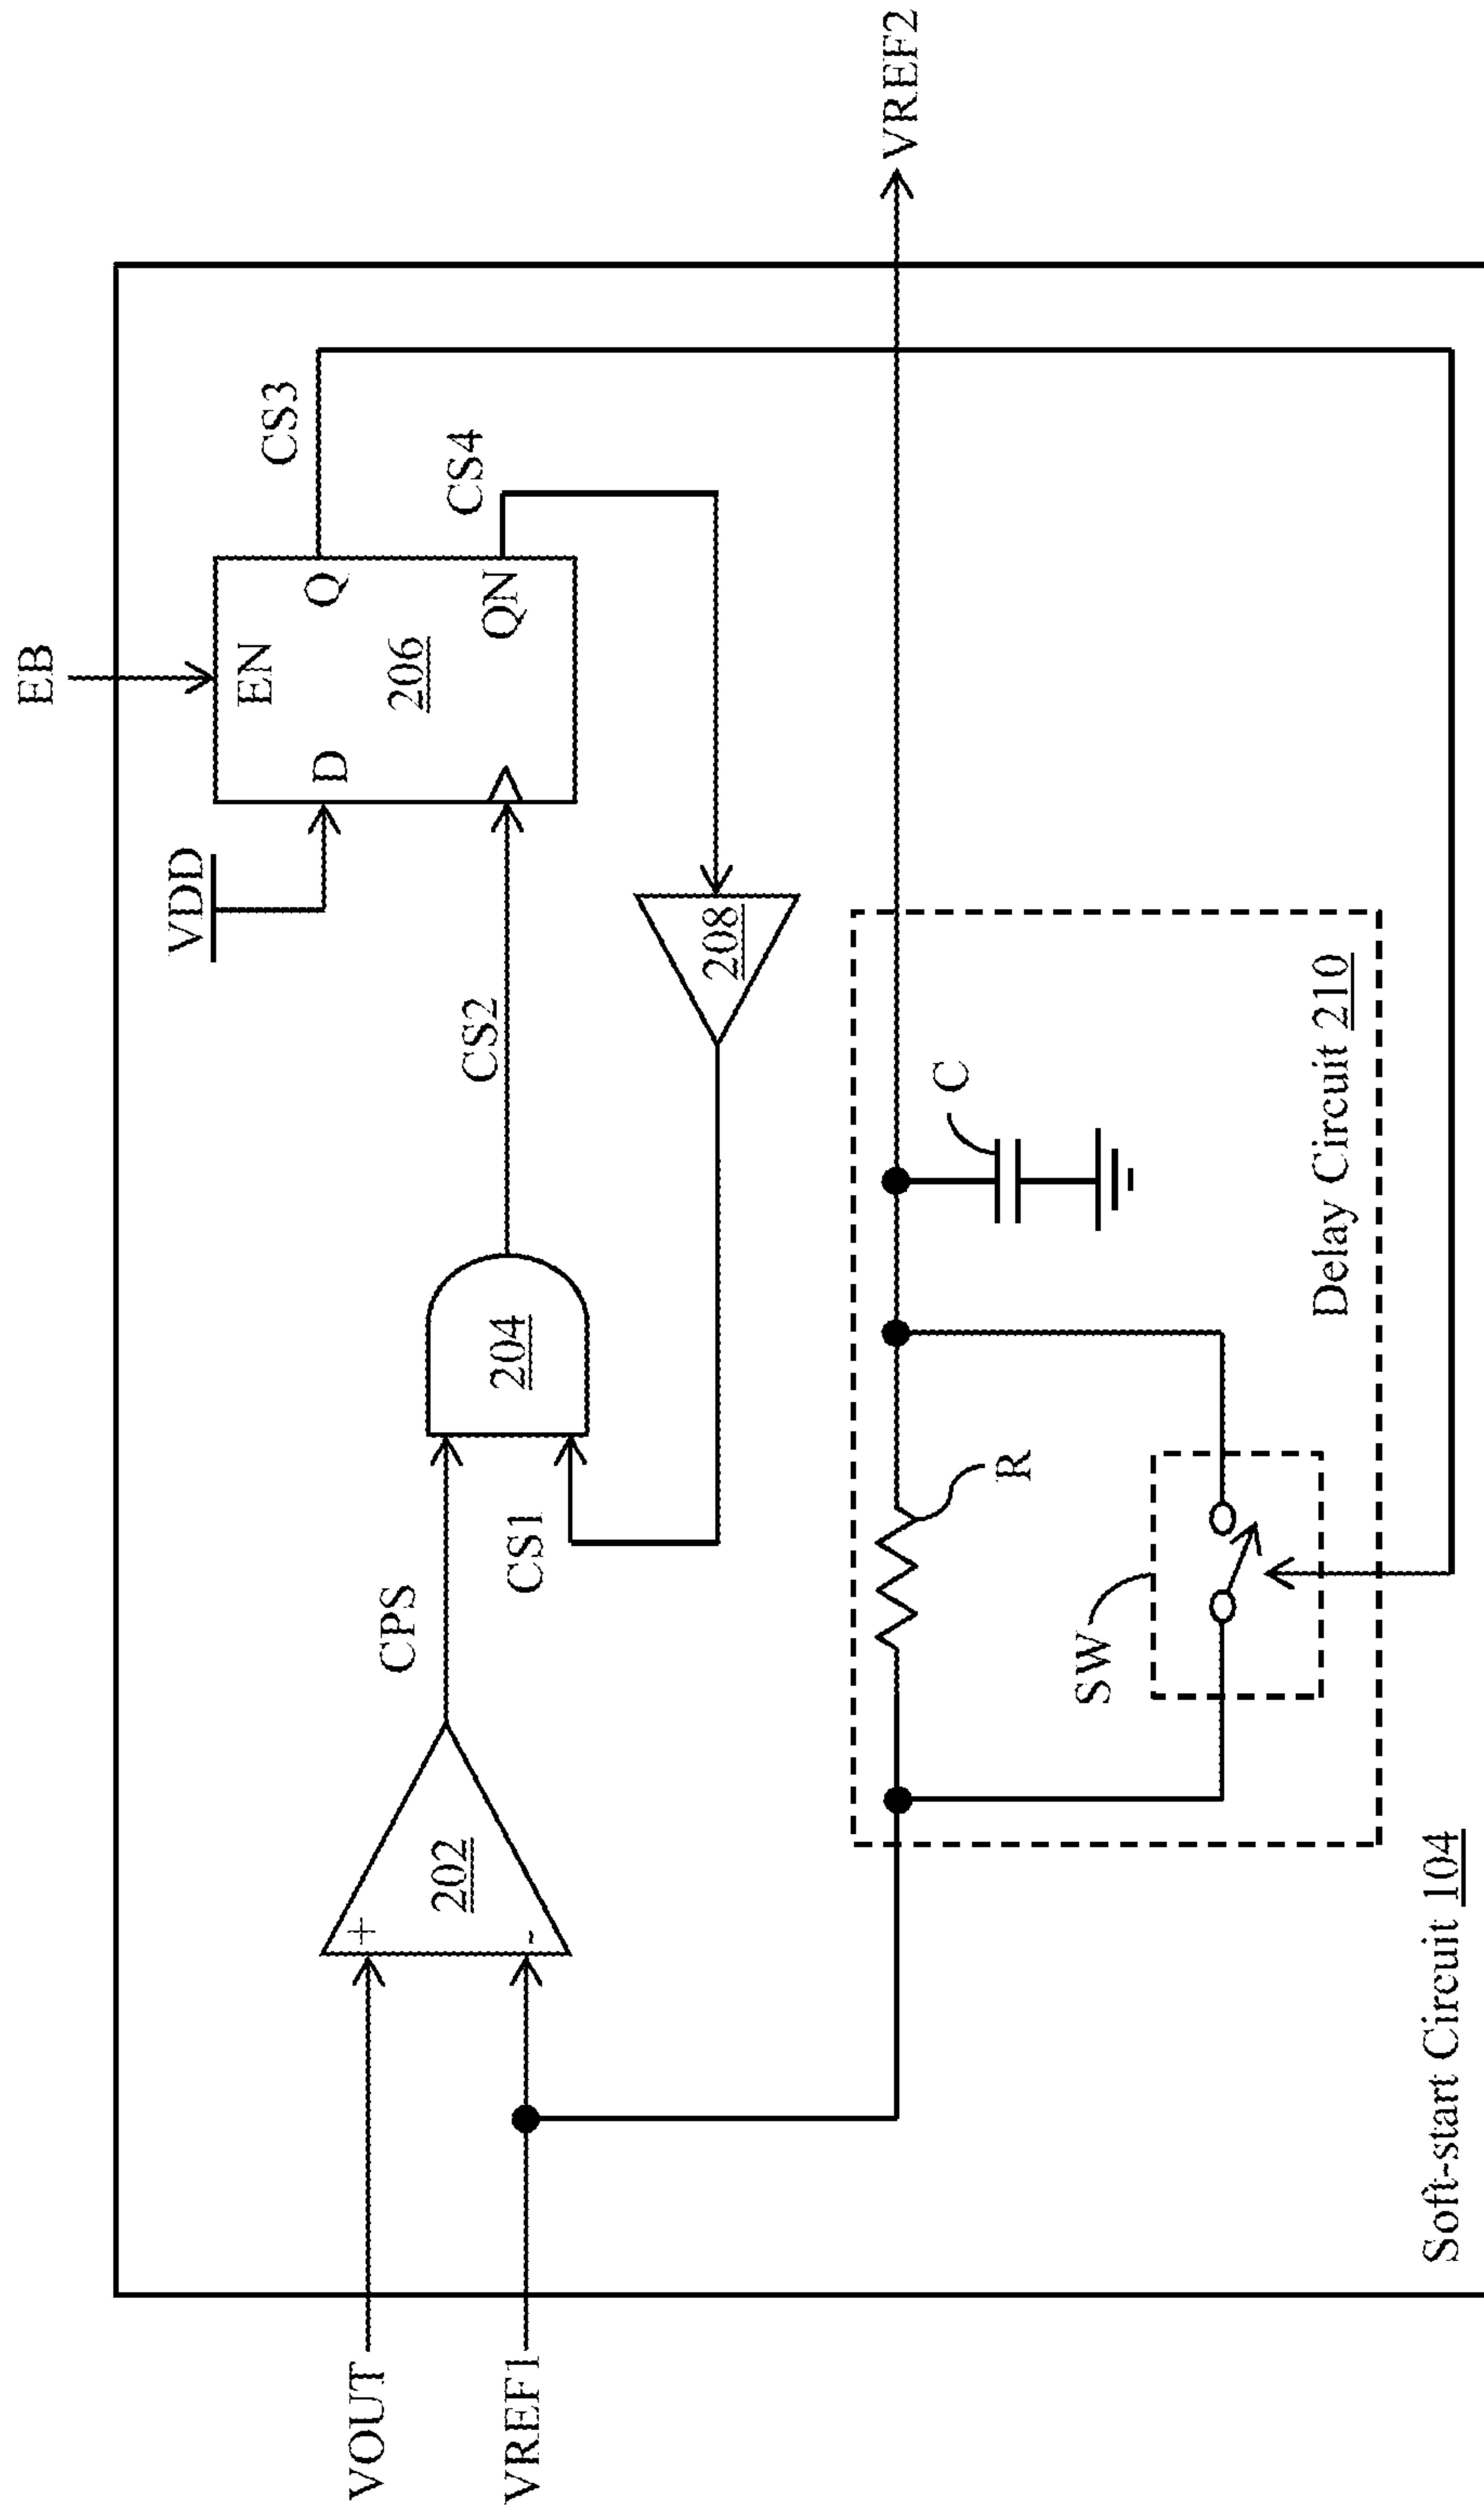 EB
VDD
D
EN
Q
CS3
206
QN
CS4
VOUT
+
202
CPS
204
CS2
VREF1
-
CS1
208
VREF2
R
C
SW
Delay Circuit 210
Soft-start Circuit 104